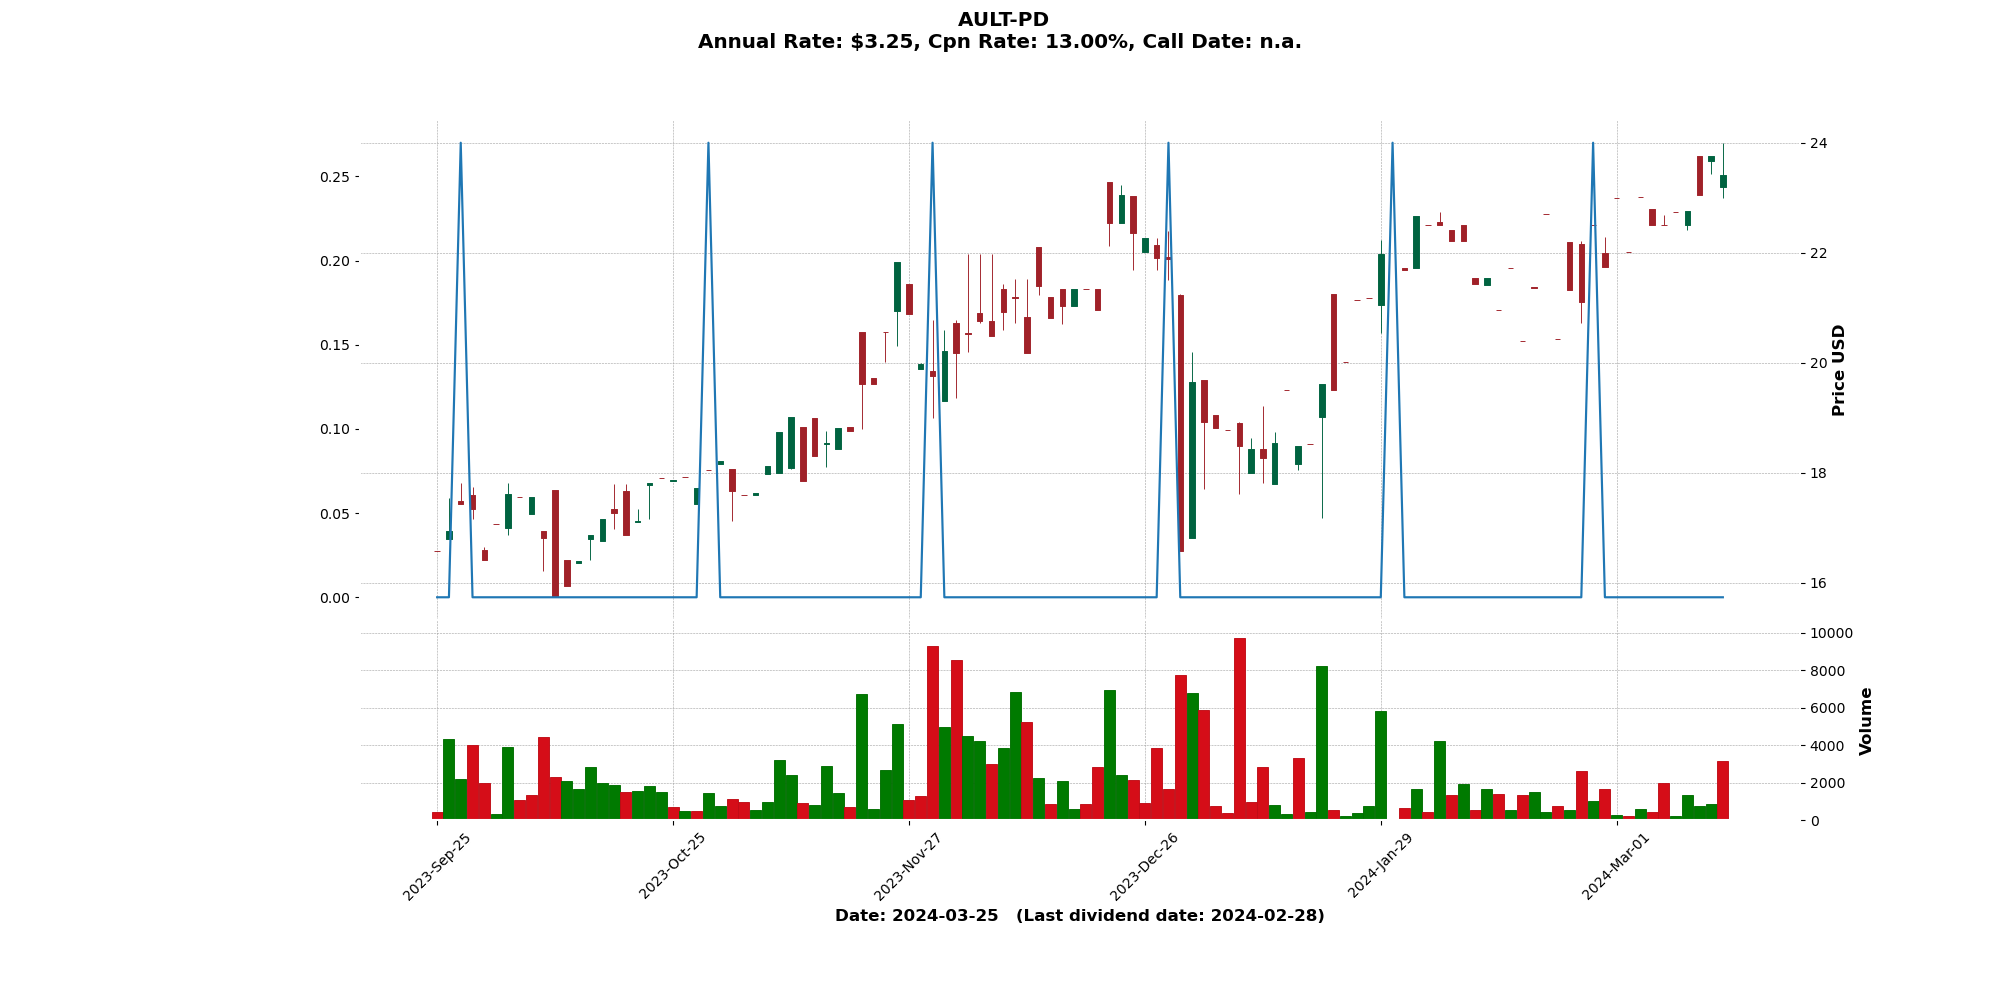 AULT-PD
Annual Rate: $3.25, Cpn Rate: 13.00%, Call Date: n.a.
0.25
0.20
0.15
0.10
0.05
0.00
24
22
20
18
16
Price USD
10000
8000
6000
4000
2000
0
Volume
2023-Sep-25
2023-Oct-25
2023-Nov-27
2023-Dec-26
2024-Jan-29
2024-Mar-01
Date: 2024-03-25   (Last dividend date: 2024-02-28)